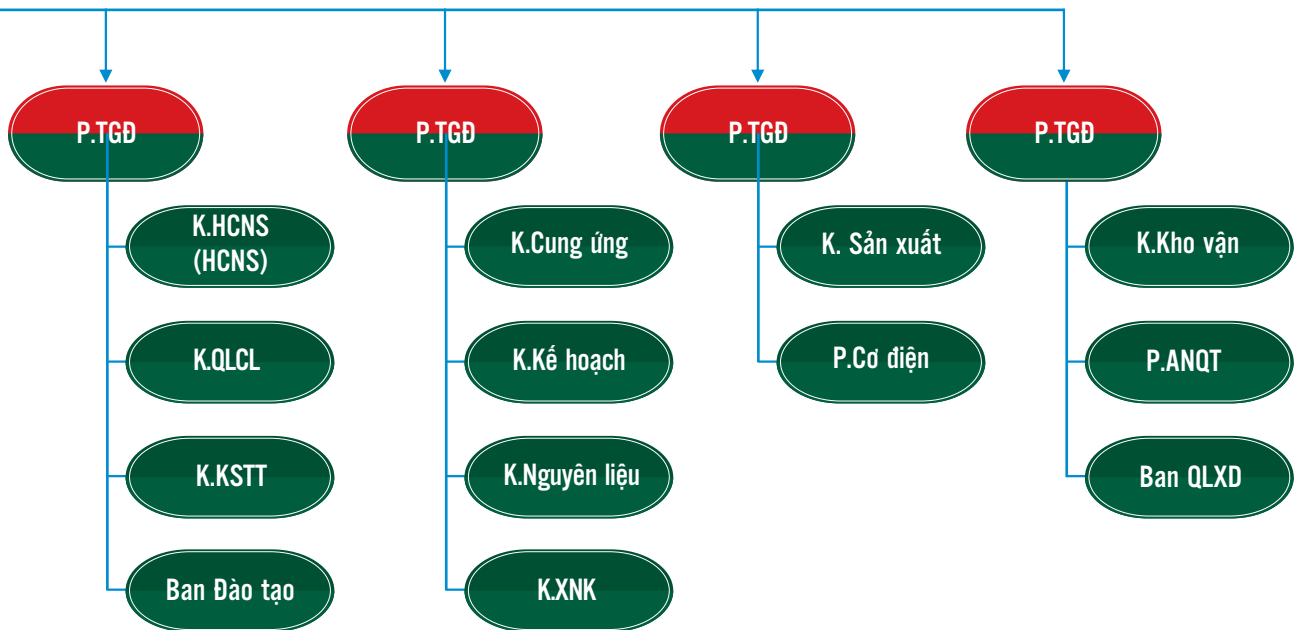 P.TGĐ
P.TGĐ
P.TGĐ
P.TGĐ
K.HCNS
(HCNS)
K.Cung ứng
K. Sản xuất
K.Kho vận
K.QLCL
K.Kế hoạch
P.Cơ điện
P.ANQT
K.KSTT
K.Nguyên liệu
Ban QLXD
Ban Đào tạo
K.XNK